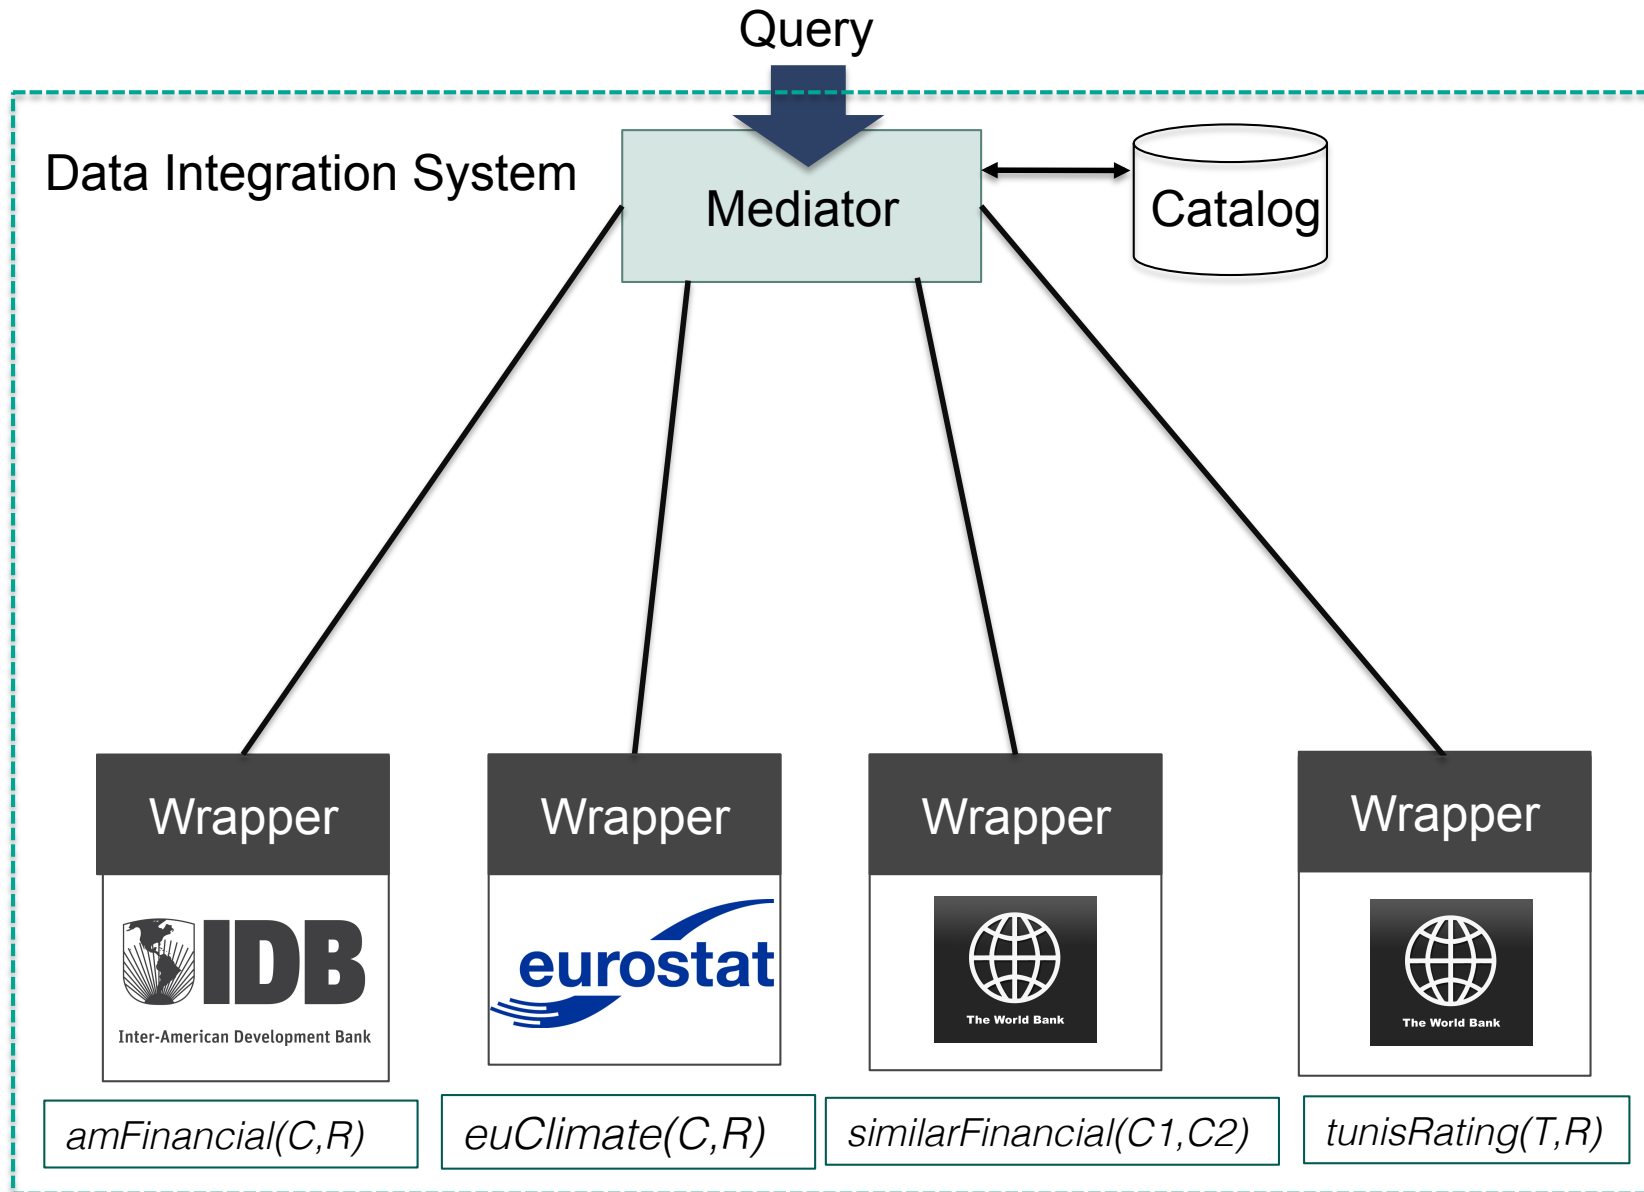 Query
Data Integration System
Mediator
Catalog
Wrapper
Wrapper
Wrapper
Wrapper
IDB
Inter-American Development Bank
eurostat
The World Bank
The World Bank
amFinancial(C,R)
euClimate(C,R)
similarFinancial(C1,C2)
tunisRating(T,R)